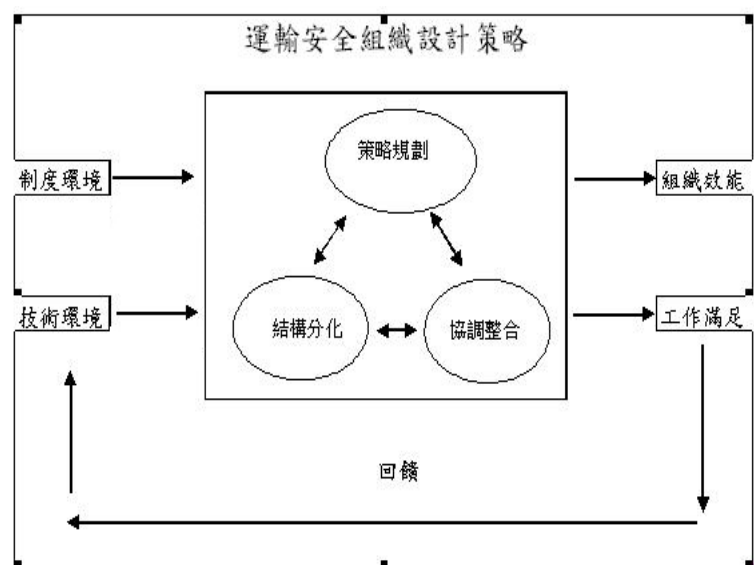 運輸安全組織設計策略
策略規劃
制度環境
組織效能
技術環境
結構分化
協調整合
工作滿足
回饋